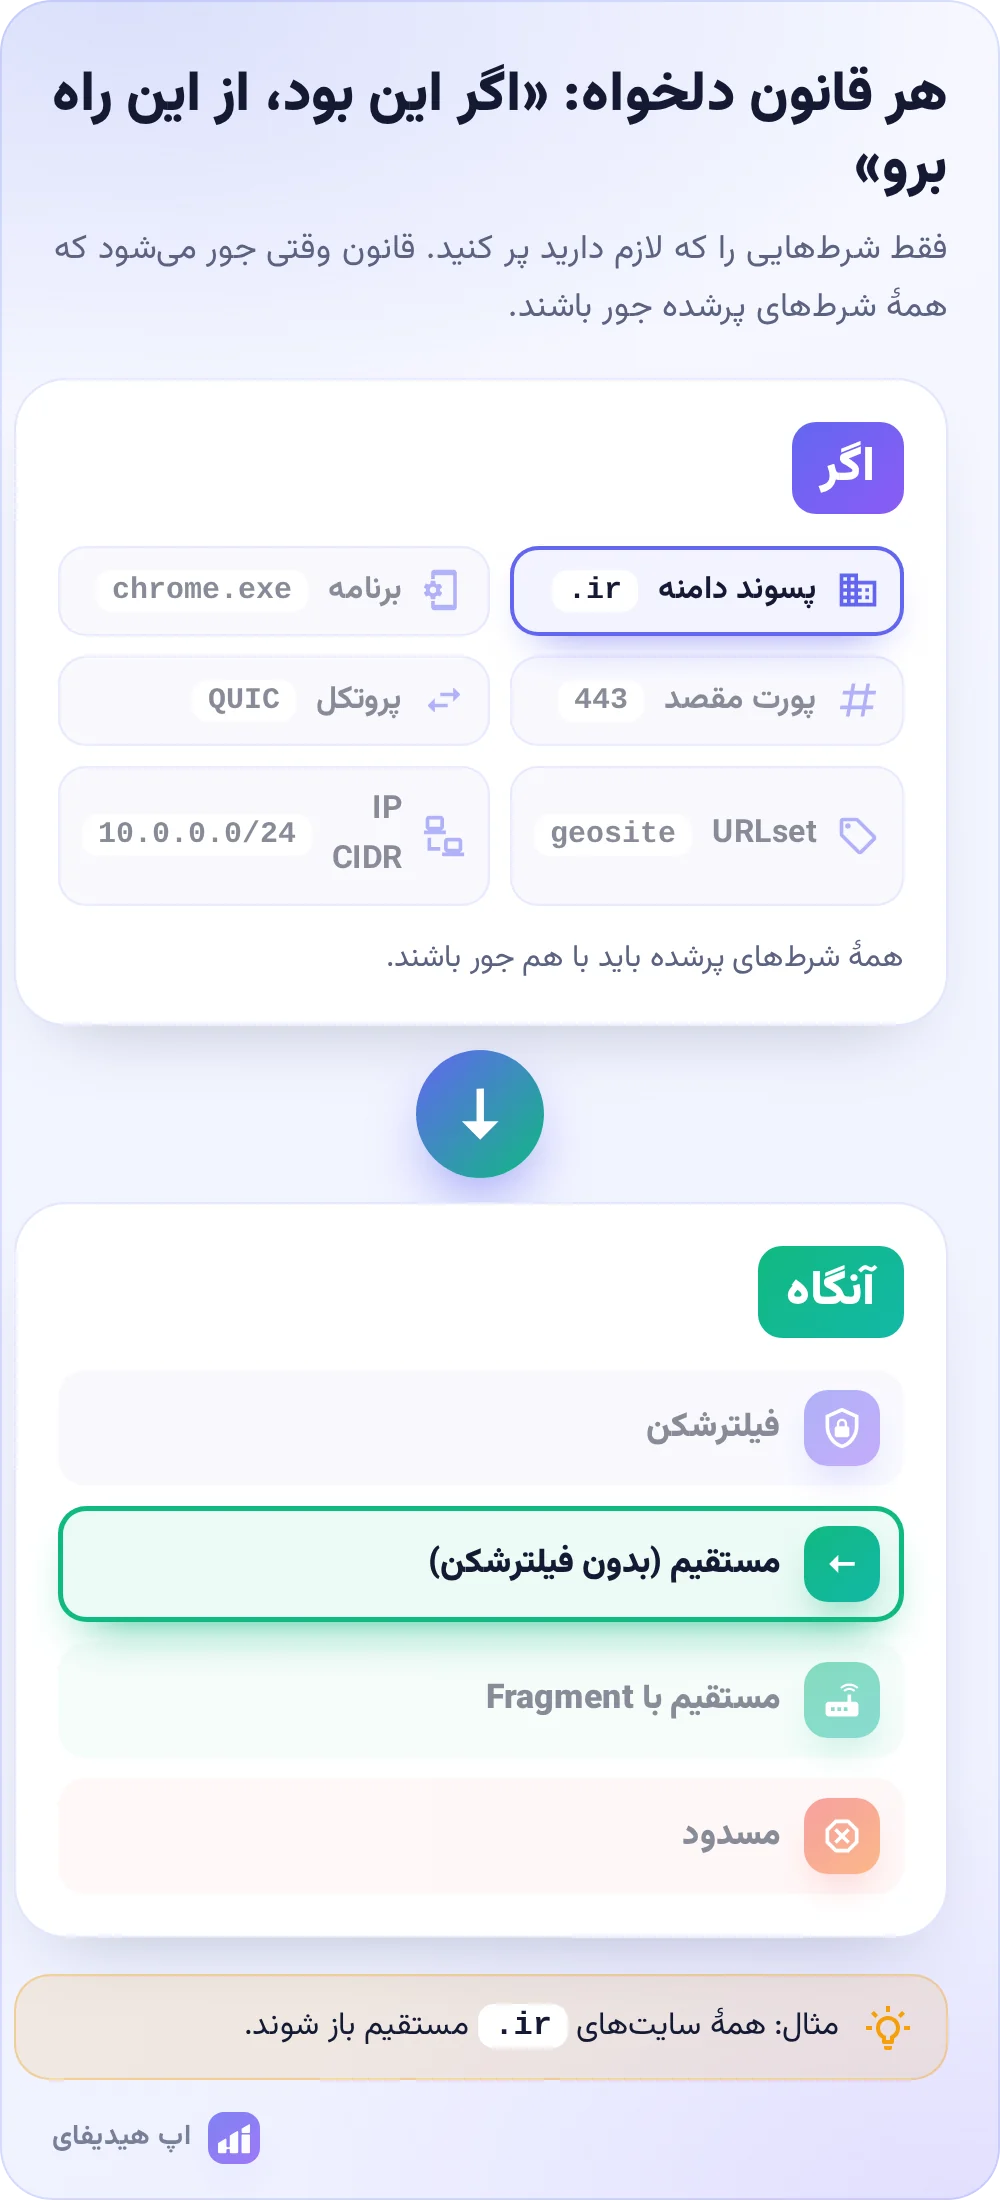 هر قانون دلخواه: «اگر این بود، از این راه
برو»
فقط شرط‌هایی را که لازم دارید پر کنید. قانون وقتی جور می‌شود که
همهٔ شرط‌های پرشده جور باشند.
اگر
پسوند دامنه .ir
برنامه chrome.exe
پورت مقصد 443
پروتکل QUIC
URLset geosite
IP
CIDR
10.0.0.0/24
همهٔ شرط‌های پرشده باید با هم جور باشند.
آنگاه
فیلترشکن
مستقیم (بدون فیلترشکن)
مستقیم با Fragment
مسدود
مثال: همهٔ سایت‌های .ir مستقیم باز شوند.
اپ هیدیفای